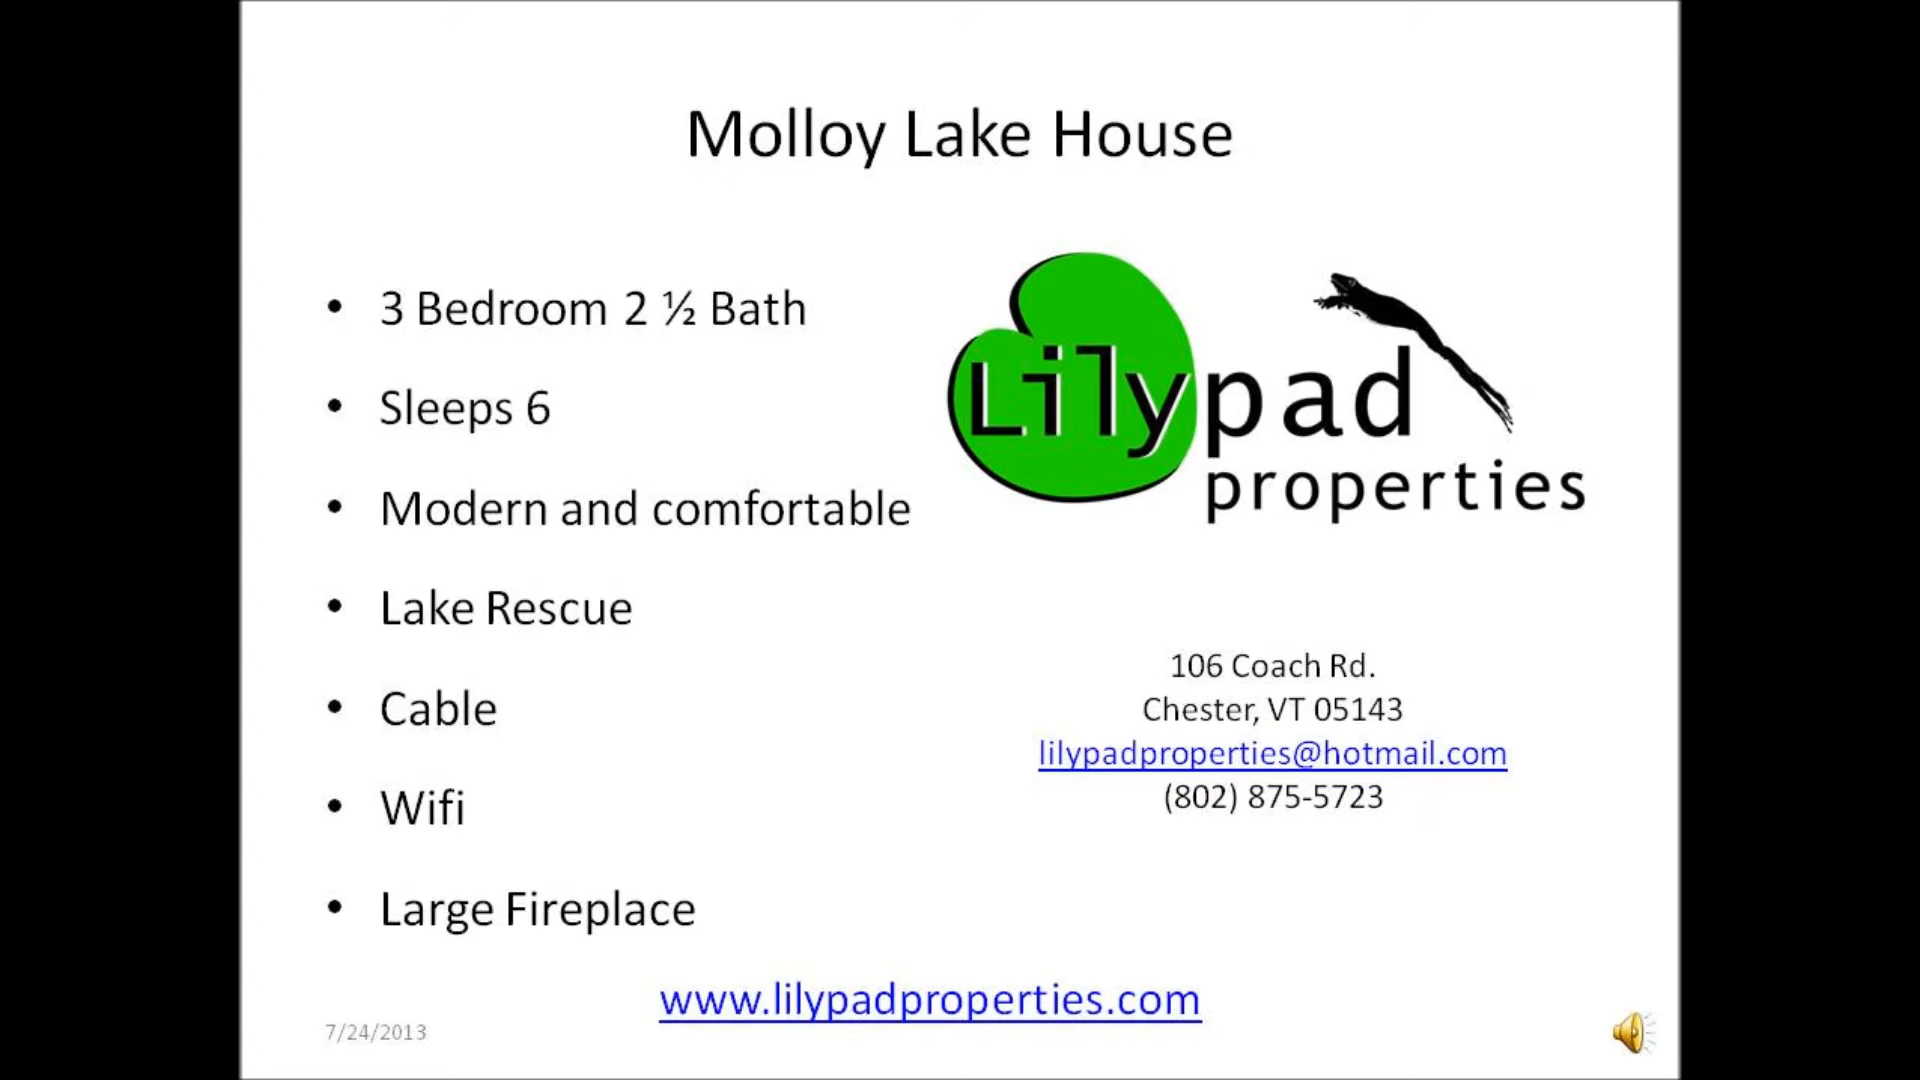 Molloy Lake House
• 3 Bedroom 2 ½ Bath
• Sleeps 6
• Modern and comfortable
• Lake Rescue
• Cable
• Wifi
• Large Fireplace
Lilypad
properties
106 Coach Rd.
Chester, VT 05143
lilypadproperties@hotmail.com
(802) 875-5723
www.lilypadproperties.com
7/24/2013